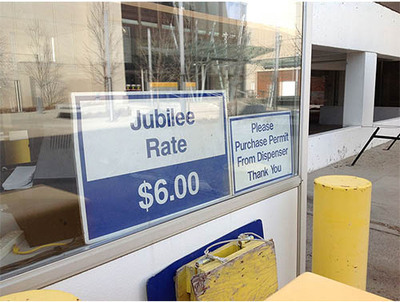 Jubilee
Rate
$6.00
Please
Purchase Permit
From Dispenser
Thank You